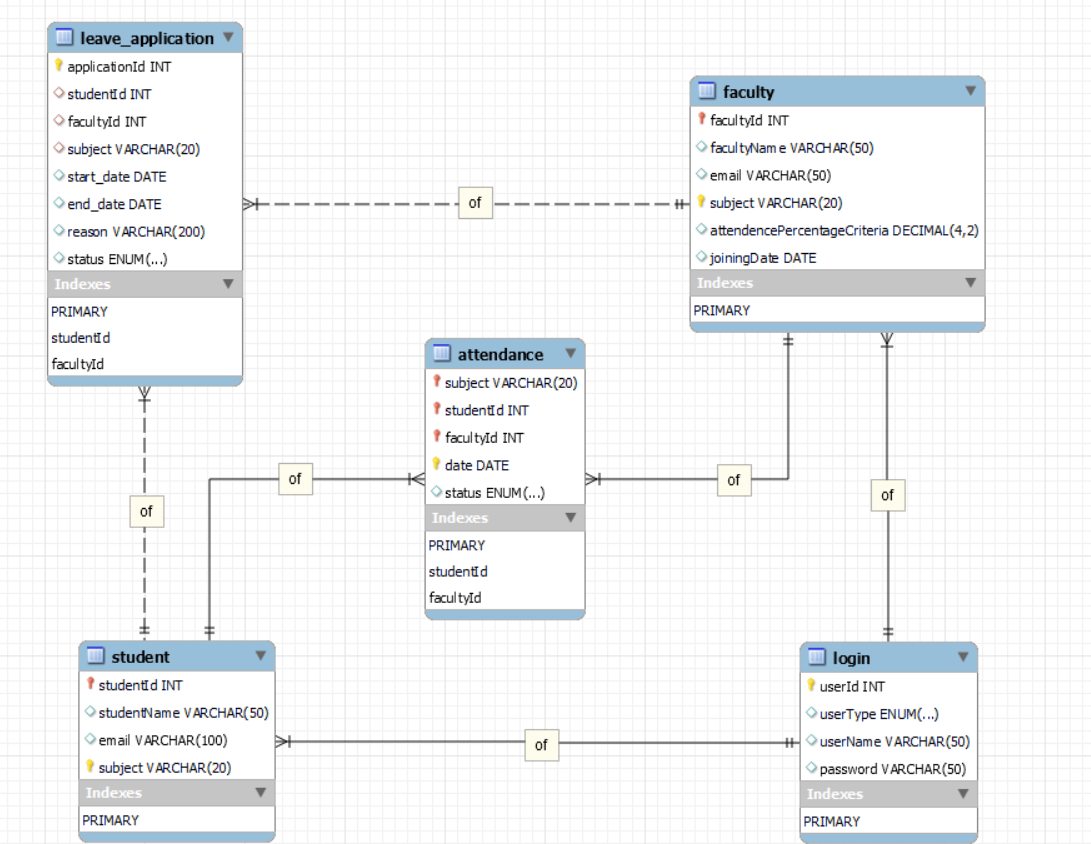 leave_application
applicationId INT
studentId INT
facultyId INT
subject VARCHAR(20)
start_date DATE
end_date DATE
reason VARCHAR(200)
status ENUM(...)
Indexes
PRIMARY
studentId
facultyId
of
faculty
facultyId INT
facultyName VARCHAR(50)
email VARCHAR(50)
subject VARCHAR(20)
attendencePercentageCriteria DECIMAL(4,2)
joiningDate DATE
Indexes
PRIMARY
attendance
subject VARCHAR(20)
studentId INT
facultyId INT
date DATE
status ENUM(...)
Indexes
PRIMARY
studentId
facultyId
of
of
of
of
student
studentId INT
studentName VARCHAR(50)
email VARCHAR(100)
subject VARCHAR(20)
Indexes
PRIMARY
of
login
userId INT
userType ENUM(...)
userName VARCHAR(50)
password VARCHAR(50)
Indexes
PRIMARY